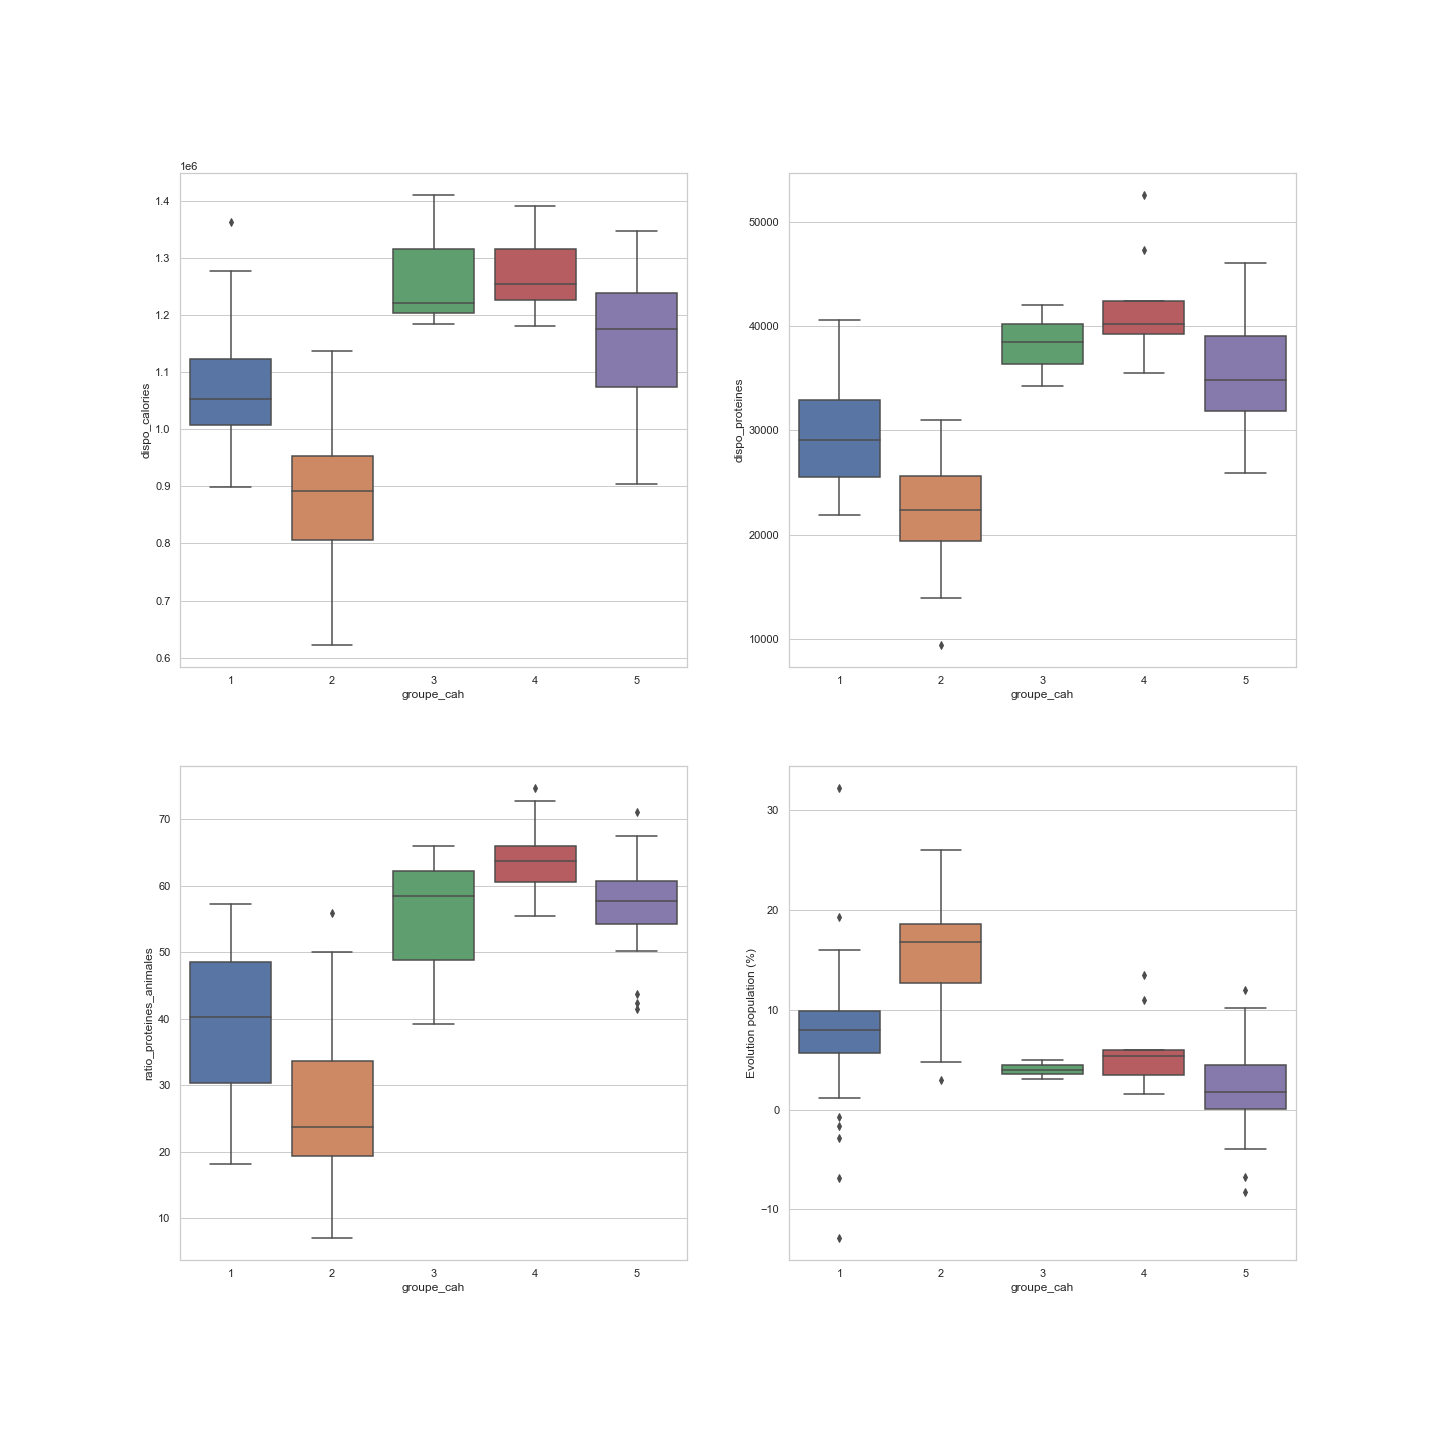 1e6
1.4
1.3
1.2
1.1
1.0
0.9
0.8
0.7
0.6
dispo_calories
1 2 3 4 5
groupe_cah
50000
40000
30000
20000
10000
dispo_proteines
1 2 3 4 5
groupe_cah
70
60
50
40
30
20
10
ratio_proteines_animales
1 2 3 4 5
groupe_cah
30
20
10
0
−10
Evolution population (%)
1 2 3 4 5
groupe_cah